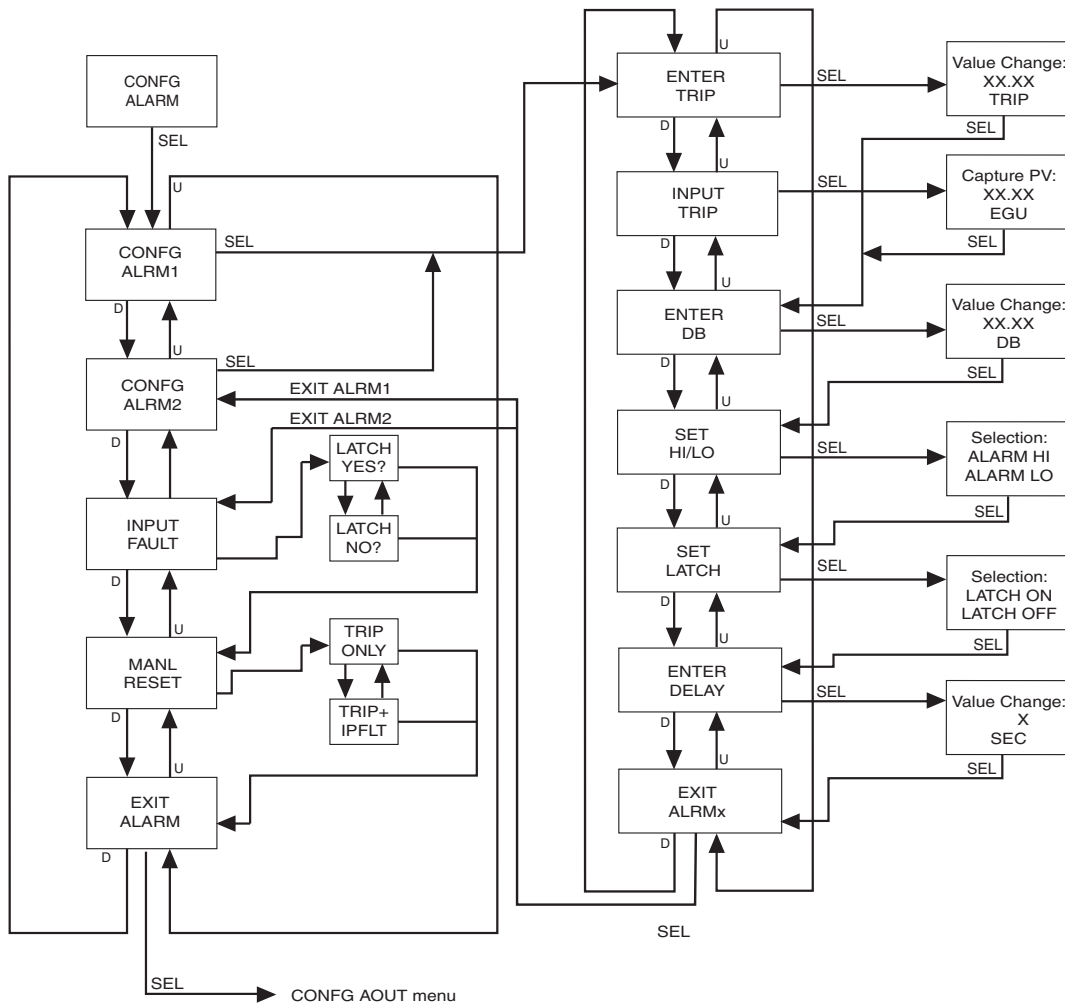 CONFG
ALARM
SEL
U
CONFG
ALRM1
SEL
D
U
CONFG
ALRM2
SEL
EXIT ALRM1
EXIT ALRM2
D
INPUT
FAULT
LATCH
YES?
LATCH
NO?
D
U
MANL
RESET
TRIP
ONLY
TRIP+
IPFLT
D
U
EXIT
ALARM
D
SEL
CONFG AOUT menu
U
ENTER
TRIP
SEL
Value Change:
XX.XX
TRIP
SEL
D
U
INPUT
TRIP
SEL
Capture PV:
XX.XX
EGU
SEL
D
U
ENTER
DB
SEL
Value Change:
XX.XX
DB
SEL
D
U
SET
HI/LO
SEL
Selection:
ALARM HI
ALARM LO
SEL
D
U
SET
LATCH
SEL
Selection:
LATCH ON
LATCH OFF
SEL
D
U
ENTER
DELAY
SEL
Value Change:
X
SEC
SEL
D
U
EXIT
ALRMx
D
SEL